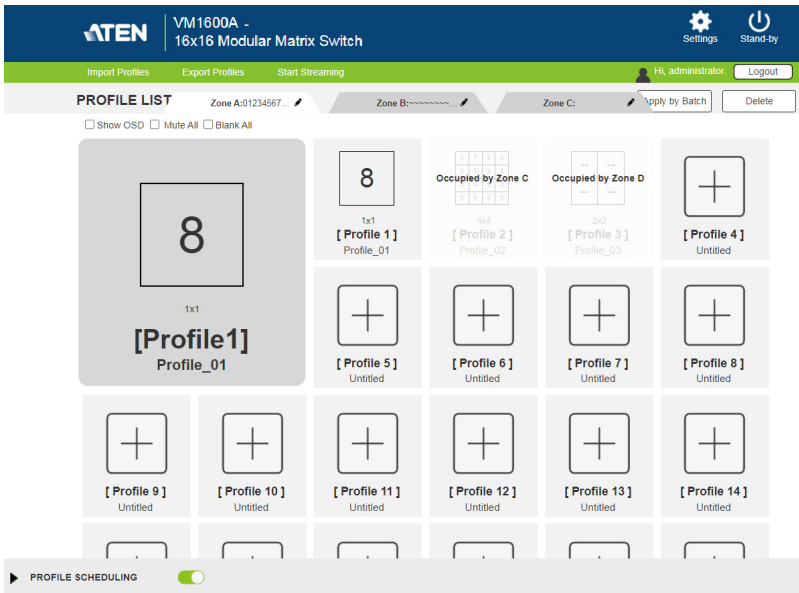 ATEN
VM1600A -
16x16 Modular Matrix Switch
Settings
Stand-by
Import Profiles
Export Profiles
Start Streaming
Hi, administrator.
Logout
PROFILE LIST
Zone A:01234567...
Zone B:~~~~~~~~...
Zone C:
Apply by Batch
Delete
Show OSD
Mute All
Blank All
8
1x1
[Profile1]
Profile_01
8
1x1
[ Profile 1 ]
Profile_01
Occupied by Zone C
4x4
[ Profile 2 ]
Profile_02
Occupied by Zone D
2x2
[ Profile 3 ]
Profile_03
[ Profile 4 ]
Untitled
[ Profile 5 ]
Untitled
[ Profile 6 ]
Untitled
[ Profile 7 ]
Untitled
[ Profile 8 ]
Untitled
[ Profile 9 ]
Untitled
[ Profile 10 ]
Untitled
[ Profile 11 ]
Untitled
[ Profile 12 ]
Untitled
[ Profile 13 ]
Untitled
[ Profile 14 ]
Untitled
PROFILE SCHEDULING